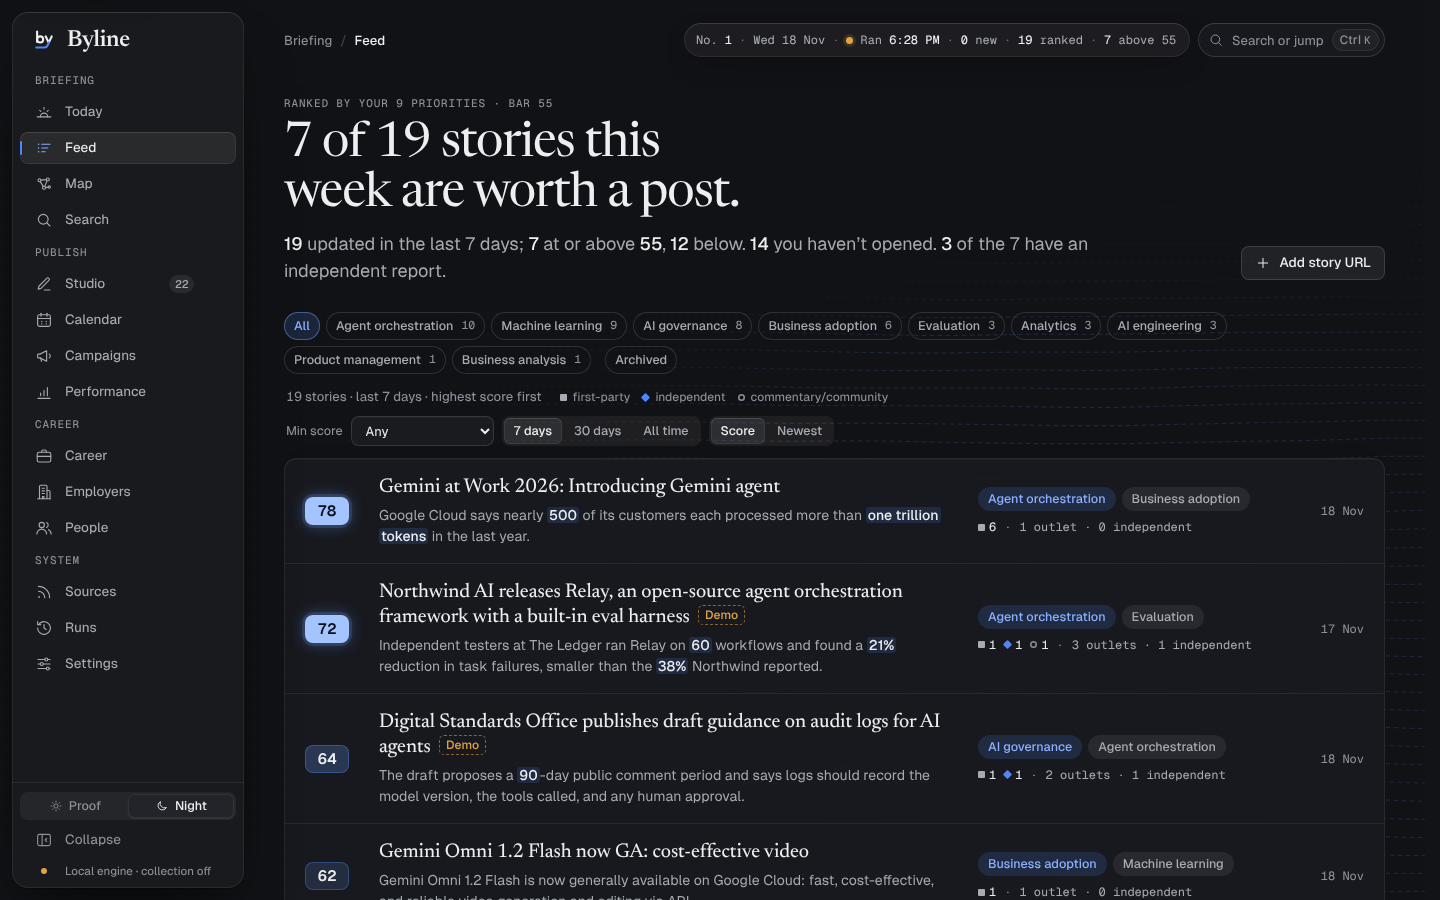 by Byline
BRIEFING
Today
Feed
Map
Search
PUBLISH
Studio 22
Calendar
Campaigns
Performance
CAREER
Career
Employers
People
SYSTEM
Sources
Runs
Settings
Proof Night
Collapse
Local engine · collection off
Briefing / Feed
No. 1 · Wed 18 Nov · Ran 6:28 PM · 0 new · 19 ranked · 7 above 55
Search or jump Ctrl K
RANKED BY YOUR 9 PRIORITIES · BAR 55
7 of 19 stories this
week are worth a post.
19 updated in the last 7 days; 7 at or above 55, 12 below. 14 you haven’t opened. 3 of the 7 have an
independent report.
Add story URL
All Agent orchestration 10 Machine learning 9 AI governance 8 Business adoption 6 Evaluation 3 Analytics 3 AI engineering 3
Product management 1 Business analysis 1 Archived
19 stories · last 7 days · highest score first first-party independent commentary/community
Min score Any 7 days 30 days All time Score Newest
78
Gemini at Work 2026: Introducing Gemini agent
Google Cloud says nearly 500 of its customers each processed more than one trillion
tokens in the last year.
Agent orchestration Business adoption
6 · 1 outlet · 0 independent
18 Nov
72
Northwind AI releases Relay, an open-source agent orchestration
framework with a built-in eval harness Demo
Independent testers at The Ledger ran Relay on 60 workflows and found a 21%
reduction in task failures, smaller than the 38% Northwind reported.
Agent orchestration Evaluation
1 1 1 · 3 outlets · 1 independent
17 Nov
64
Digital Standards Office publishes draft guidance on audit logs for AI
agents Demo
The draft proposes a 90-day public comment period and says logs should record the
model version, the tools called, and any human approval.
AI governance Agent orchestration
1 1 · 2 outlets · 1 independent
18 Nov
62
Gemini Omni 1.2 Flash now GA: cost-effective video
Gemini Omni 1.2 Flash is now generally available on Google Cloud: fast, cost-effective,
and reliable video generation and editing via API.
Business adoption Machine learning
1 · 1 outlet · 0 independent
18 Nov